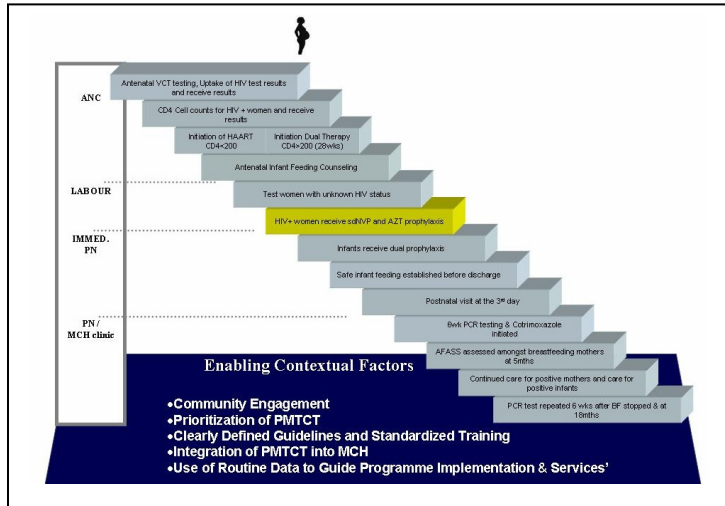 Antenatal VCT testing, Uptake of HIV test results
and receive
results
ANC
CD4 Cell counts for HIV + women and receive
results
Initiation of HAART
CD4<200
Initiation Dual Therapy
CD4>200 (28wks)
Antenatal Infant Feeding Counseling
LABOUR
Test women with unknown HIV status
HIV+ women receive sdNVP and AZT prophylaxis
IMMED.
PN
Infants receive dual prophylaxis
Safe infant feeding established before discharge
Postnatal visit at the 3rd day
PN /
MCH clinic
6wk PCR testing & Cotrimoxazole
initiated
AFASS assessed amongst breastfeeding mothers
at 5mths
Continued care for positive mothers and care for
positive infants
PCR test repeated 6 wks after BF stopped & at
18mths
Enabling Contextual Factors
•Community Engagement
•Prioritization of PMTCT
•Clearly Defined Guidelines and Standardized Training
•Integration of PMTCT into MCH
•Use of Routine Data to Guide Programme Implementation & Services’